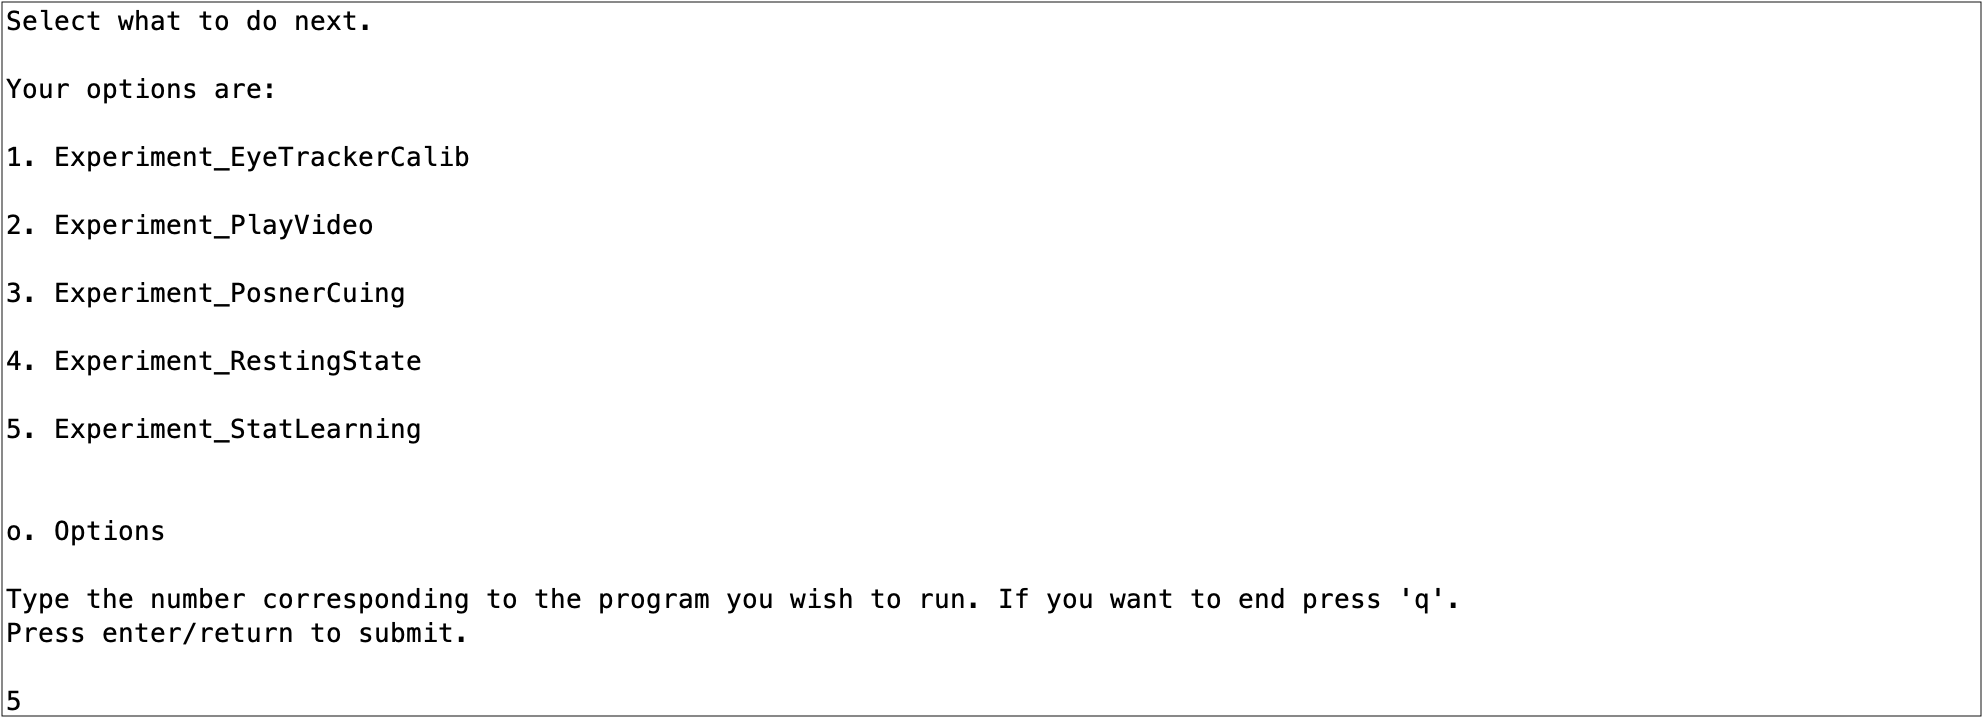 Select what to do next.
Your options are:
1. Experiment_EyeTrackerCalib
2. Experiment_PlayVideo
3. Experiment_PosnerCuing
4. Experiment_RestingState
5. Experiment_StatLearning
o. Options
Type the number corresponding to the program you wish to run. If you want to end press 'q'.
Press enter/return to submit.
5